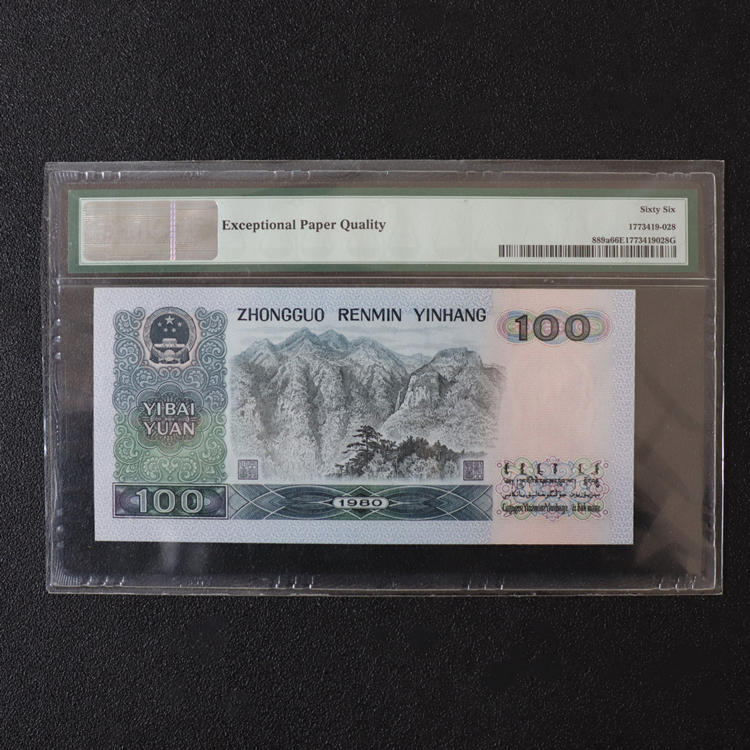 Exceptional Paper Quality
Sixty Six
1773419-028
889a66E1773419028G
ZHONGGUO RENMIN YINHANG
100
YIBAI
YUAN
100
1980